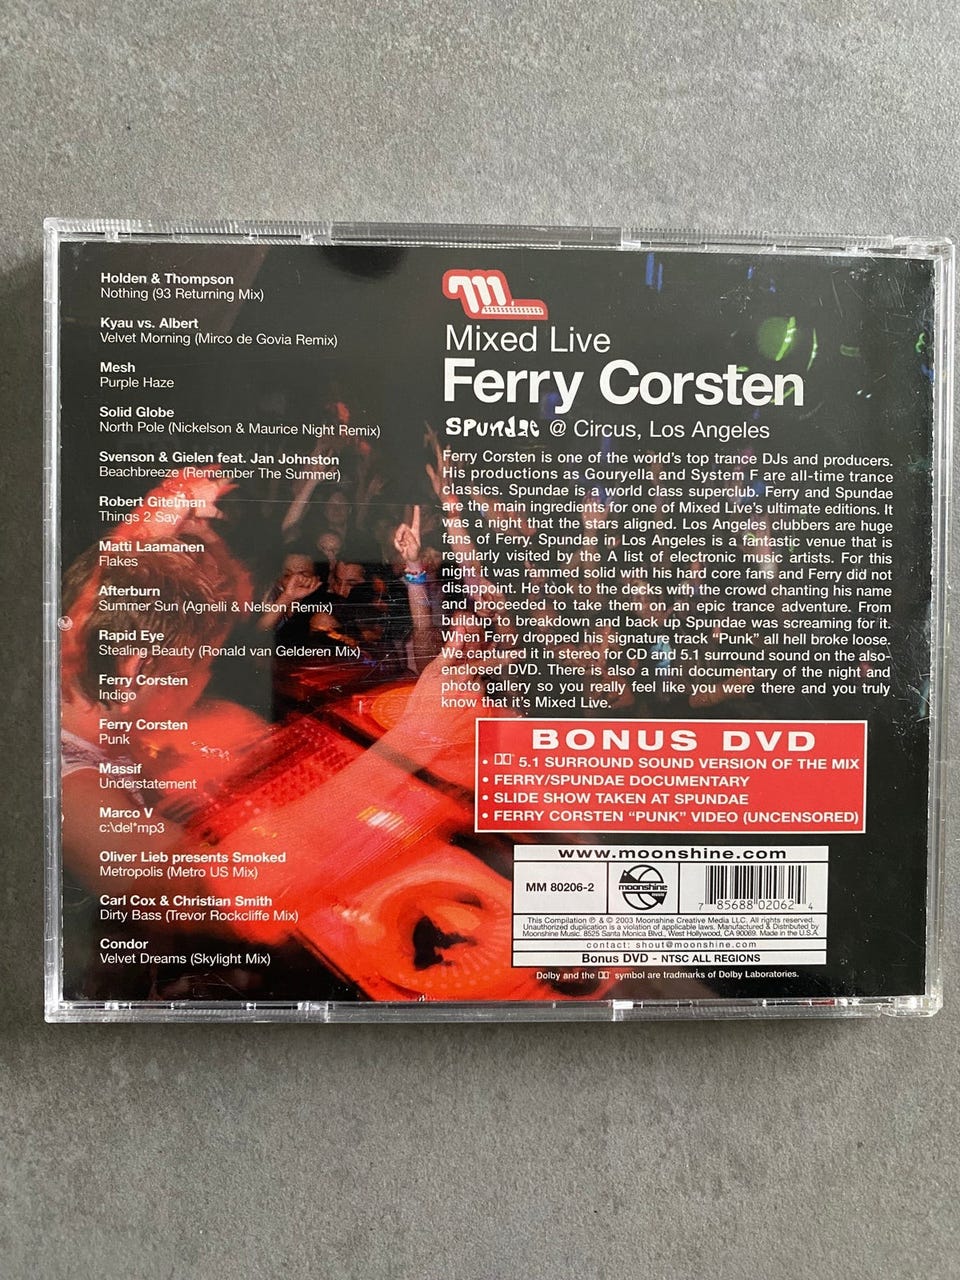 Holden & Thompson
Nothing (93 Returning Mix)
Kyau vs. Albert
Velvet Morning (Mirco de Govia Remix)
Mesh
Purple Haze
Solid Globe
North Pole (Nickelson & Maurice Night Remix)
Svenson & Gielen feat. Jan Johnston
Beachbreeze (Remember The Summer)
Robert Gitelman
Things 2 Say
Matti Laamanen
Flakes
Afterburn
Summer Sun (Agnelli & Nelson Remix)
Rapid Eye
Stealing Beauty (Ronald van Gelderen Mix)
Ferry Corsten
Indigo
Ferry Corsten
Punk
Massif
Understatement
Marco V
c:\del*mp3
Oliver Lieb presents Smoked
Metropolis (Metro US Mix)
Carl Cox & Christian Smith
Dirty Bass (Trevor Rockcliffe Mix)
Condor
Velvet Dreams (Skylight Mix)
m
Mixed Live
Ferry Corsten
Spundae @ Circus, Los Angeles
Ferry Corsten is one of the world's top trance DJs and producers.
His productions as Gouryella and System F are all-time trance
classics. Spundae is a world class superclub. Ferry and Spundae
are the main ingredients for one of Mixed Live's ultimate editions. It
was a night that the stars aligned. Los Angeles clubbers are huge
fans of Ferry. Spundae in Los Angeles is a fantastic venue that is
regularly visited by the A list of electronic music artists. For this
night it was rammed solid with his hard core fans and Ferry did not
disappoint. He took to the decks with the crowd chanting his name
and proceeded to take them on an epic trance adventure. From
buildup to breakdown and back up Spundae was screaming for it.
When Ferry dropped his signature track "Punk" all hell broke loose.
We captured it in stereo for CD and 5.1 surround sound on the also-
enclosed DVD. There is also a mini documentary of the night and
photo gallery so you really feel like you were there and you truly
know that it's Mixed Live.
BONUS DVD
• 5.1 SURROUND SOUND VERSION OF THE MIX
• FERRY/SPUNDAE DOCUMENTARY
• SLIDE SHOW TAKEN AT SPUNDAE
• FERRY CORSTEN "PUNK" VIDEO (UNCENSORED)
www.moonshine.com
MM 80206-2
moonshine
7 85688 02062 4
This Compilation ℗ & © 2003 Moonshine Creative Media LLC. All rights reserved.
Unauthorized duplication is a violation of applicable laws. Manufactured & Distributed by
Moonshine Music. 8525 Santa Monica Blvd., West Hollywood, CA 90069. Made in the U.S.A.
contact: shout@moonshine.com
Bonus DVD - NTSC ALL REGIONS
Dolby and the symbol are tradmarks of Dolby Laboratories.